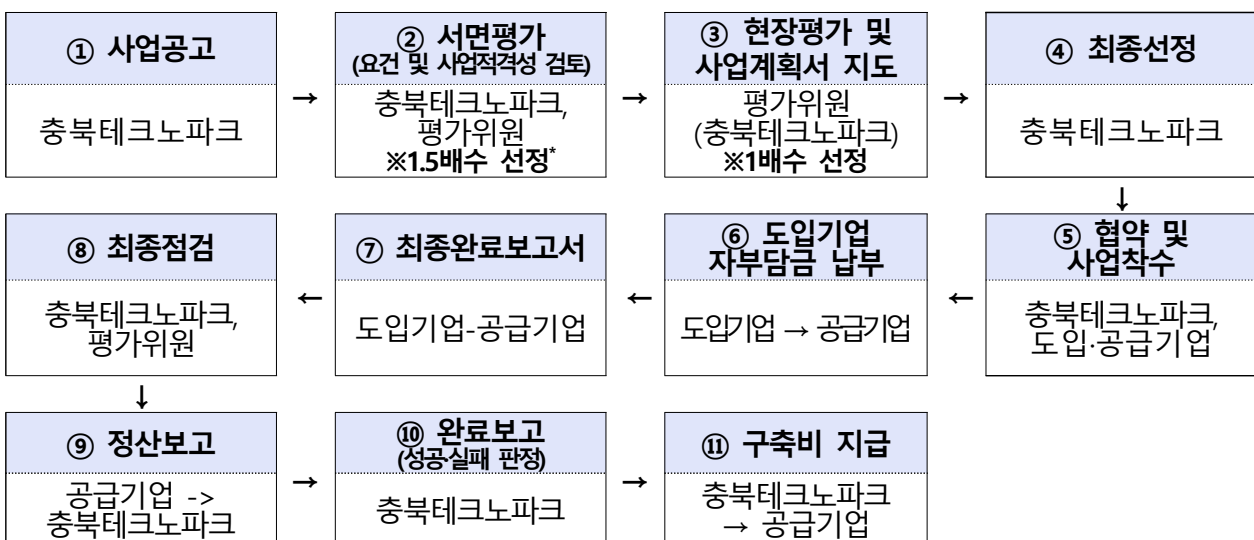 ① 사업공고
충북테크노파크
→
② 서면평가
(요건 및 사업적격성 검토)
충북테크노파크,
평가위원
※1.5배수 선정*
→
③ 현장평가 및
사업계획서 지도
평가위원
(충북테크노파크)
※1배수 선정
→
④ 최종선정
충북테크노파크
↓
⑤ 협약 및
사업착수
충북테크노파크,
도입·공급기업
←
⑥ 도입기업
자부담금 납부
도입기업 → 공급기업
←
⑦ 최종완료보고서
도입기업-공급기업
←
⑧ 최종점검
충북테크노파크,
평가위원
↓
⑨ 정산보고
공급기업 ->
충북테크노파크
→
⑩ 완료보고
(성공·실패 판정)
충북테크노파크
→
⑪ 구축비 지급
충북테크노파크
→ 공급기업